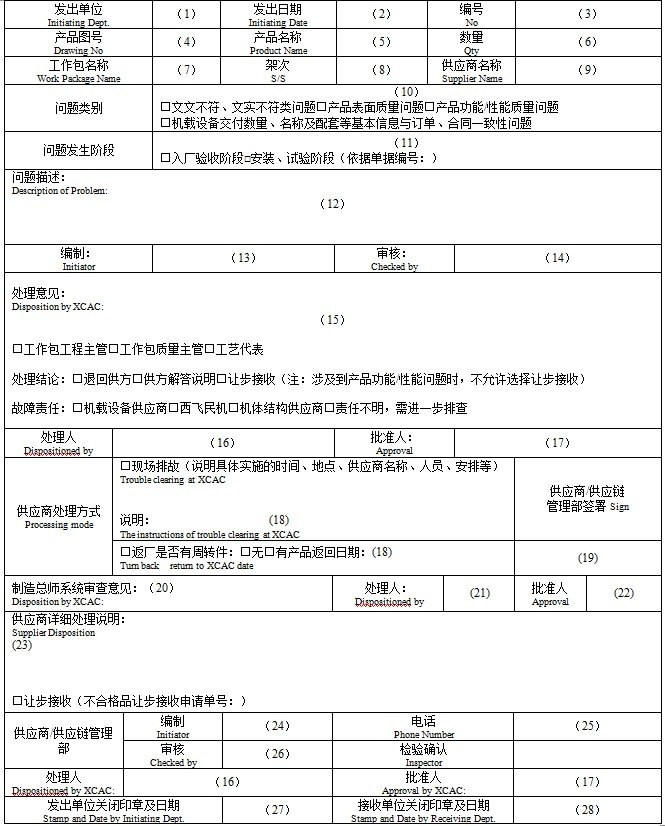 发出单位 （1） 发出日期 （2） 编号 （3）
Initiating Dept. Initiating Date No
产品图号 （4） 产品名称 （5） 数量 （6）
Drawing No Product Name Qty
工作包名称 （7） 架次 （8） 供应商名称 （9）
Work Package Name S/S Supplier Name
问题类别
（10）
□文文不符、文实不符类问题□产品表面质量问题□产品功能/性能质量问题
□机载设备交付数量、名称及配套等基本信息与订单、合同一致性问题
问题发生阶段
（11）
□入厂验收阶段□安装、试验阶段（依据单据编号：）
问题描述：
Description of Problem:
（12）
编制： （13） 审核： （14）
Initiator Checked by
处理意见：
Disposition by XCAC:
（15）
□工作包工程主管□工作包质量主管□工艺代表
处理结论：□退回供方□供方解答说明□让步接收（注：涉及到产品功能/性能问题时，不允许选择让步接收）
故障责任：□机载设备供应商□西飞民机□机体结构供应商□责任不明，需进一步排查
处理人 （16） 批准人： （17）
Dispositioned by Approval
供应商处理方式
Processing mode
□现场排故（说明具体实施的时间、地点、供应商名称、人员、安排等）
Trouble clearing at XCAC
说明： （18）
The instructions of trouble clearing at XCAC
供应商/供应链
管理部签署 Sign
□返厂是否有周转件：□无□有产品返回日期：（18）
Turn back return to XCAC date
（19）
制造总师系统审查意见：（20） 处理人： （21） 批准人 （22）
Disposition by XCAC: Dispositioned by Approval
供应商详细处理说明：
Supplier Disposition
（23）
□让步接收（不合格品让步接收申请单号：）
供应商/供应链管理
部
编制 （24） 电话 （25）
Initiator Phone Number
审核 （26） 检验确认
Checked by Inspector
处理人 （16） 批准人 （17）
Dispositioned by XCAC: Approval by XCAC:
发出单位关闭印章及日期 （27） 接收单位关闭印章及日期 （28）
Stamp and Date by Initiating Dept. Stamp and Date by Receiving Dept.